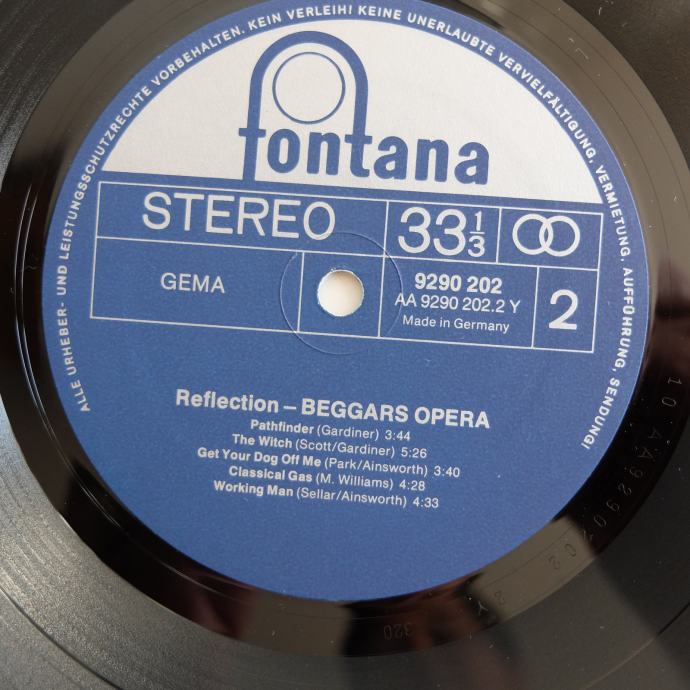 ALLE URHEBER- UND LEISTUNGSSCHUTZRECHTE VORBEHALTEN. KEIN VERLEIH! KEINE UNERLAUBTE VERVIELFÄLTIGUNG, VERMIETUNG. AUFFÜHRUNG, SENDUNG!
fontana
STEREO
33 1/3
GEMA
9290 202
AA 9290 202.2 Y
Made in Germany
2
Reflection – BEGGARS OPERA
Pathfinder (Gardiner) 3:44
The Witch (Scott/Gardiner) 5:26
Get Your Dog Off Me (Park/Ainsworth) 3:40
Classical Gas (M. Williams) 4:28
Working Man (Sellar/Ainsworth) 4:33
320